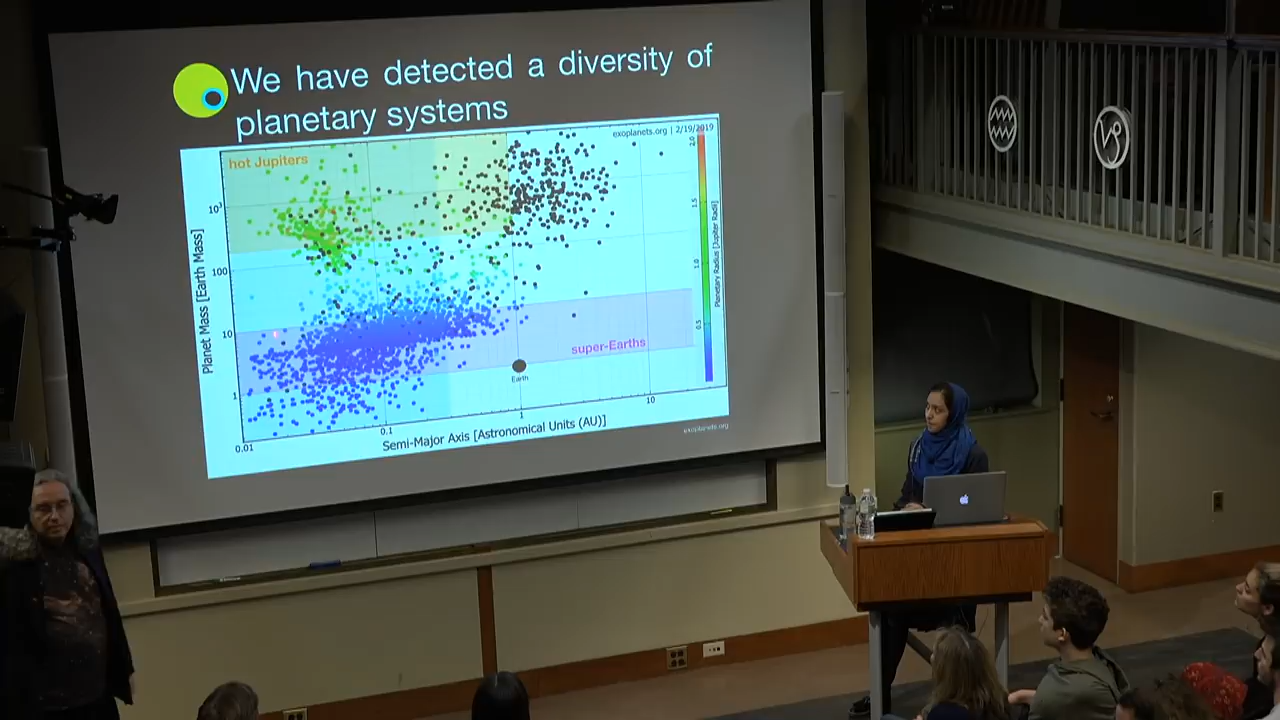 We have detected a diversity of
planetary systems
exoplanets.org | 2/19/2019
hot Jupiters
2.0
10³
1.5
100
1.0
10
0.5
1
Planet Mass [Earth Mass]
Planetary Radius [Jupiter Radii]
super-Earths
Earth
0.01
0.1
1
10
Semi-Major Axis [Astronomical Units (AU)]
exoplanets.org